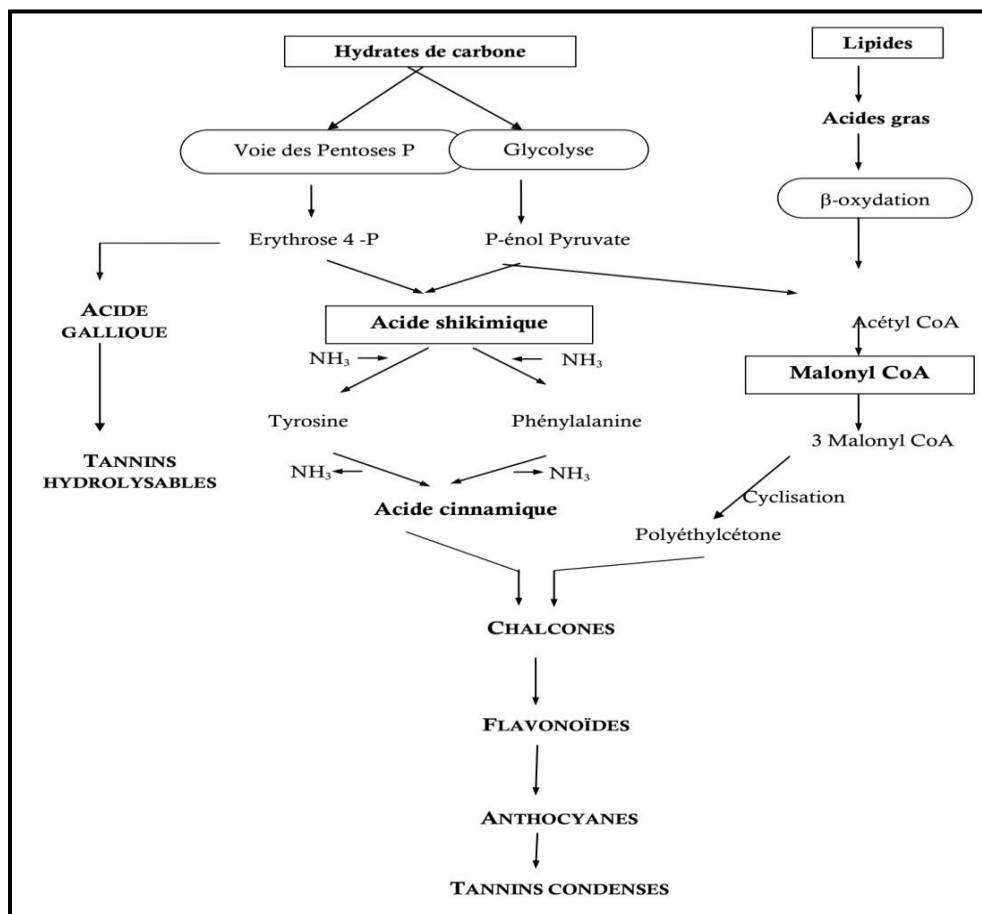 Hydrates de carbone
Lipides
Acides gras
Voie des Pentoses P
Glycolyse
β-oxydation
Erythrose 4 -P
P-énol Pyruvate
ACIDE
GALLIQUE
Acide shikimique
Acétyl CoA
NH₃
NH₃
Malonyl CoA
Tyrosine
Phénylalanine
3 Malonyl CoA
TANNINS
HYDROLYSABLES
NH₃
NH₃
Acide cinnamique
Cyclisation
Polyéthylcétone
CHALCONES
FLAVONOÏDES
ANTHOCYANES
TANNINS CONDENSES